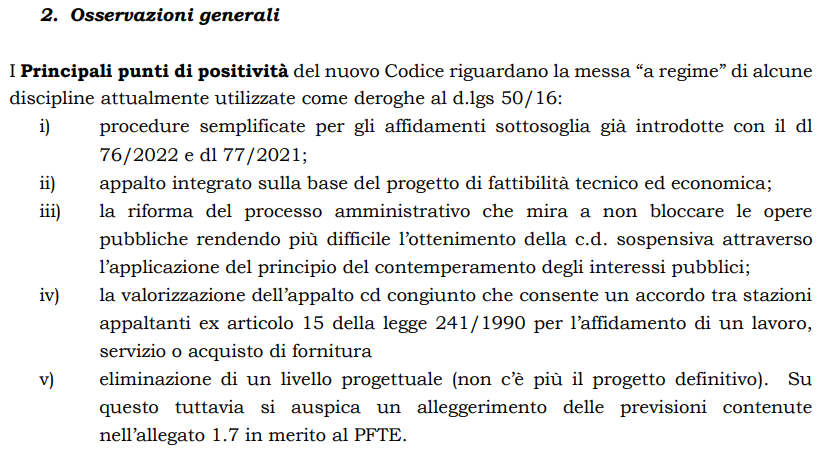 2. Osservazioni generali
I Principali punti di positività del nuovo Codice riguardano la messa “a regime” di alcune
discipline attualmente utilizzate come deroghe al d.lgs 50/16:
i) procedure semplificate per gli affidamenti sottosoglia già introdotte con il dl
76/2022 e dl 77/2021;
ii) appalto integrato sulla base del progetto di fattibilità tecnico ed economica;
iii) la riforma del processo amministrativo che mira a non bloccare le opere
pubbliche rendendo più difficile l’ottenimento della c.d. sospensiva attraverso
l’applicazione del principio del contemperamento degli interessi pubblici;
iv) la valorizzazione dell’appalto cd congiunto che consente un accordo tra stazioni
appaltanti ex articolo 15 della legge 241/1990 per l’affidamento di un lavoro,
servizio o acquisto di fornitura
v) eliminazione di un livello progettuale (non c’è più il progetto definitivo). Su
questo tuttavia si auspica un alleggerimento delle previsioni contenute
nell’allegato 1.7 in merito al PFTE.